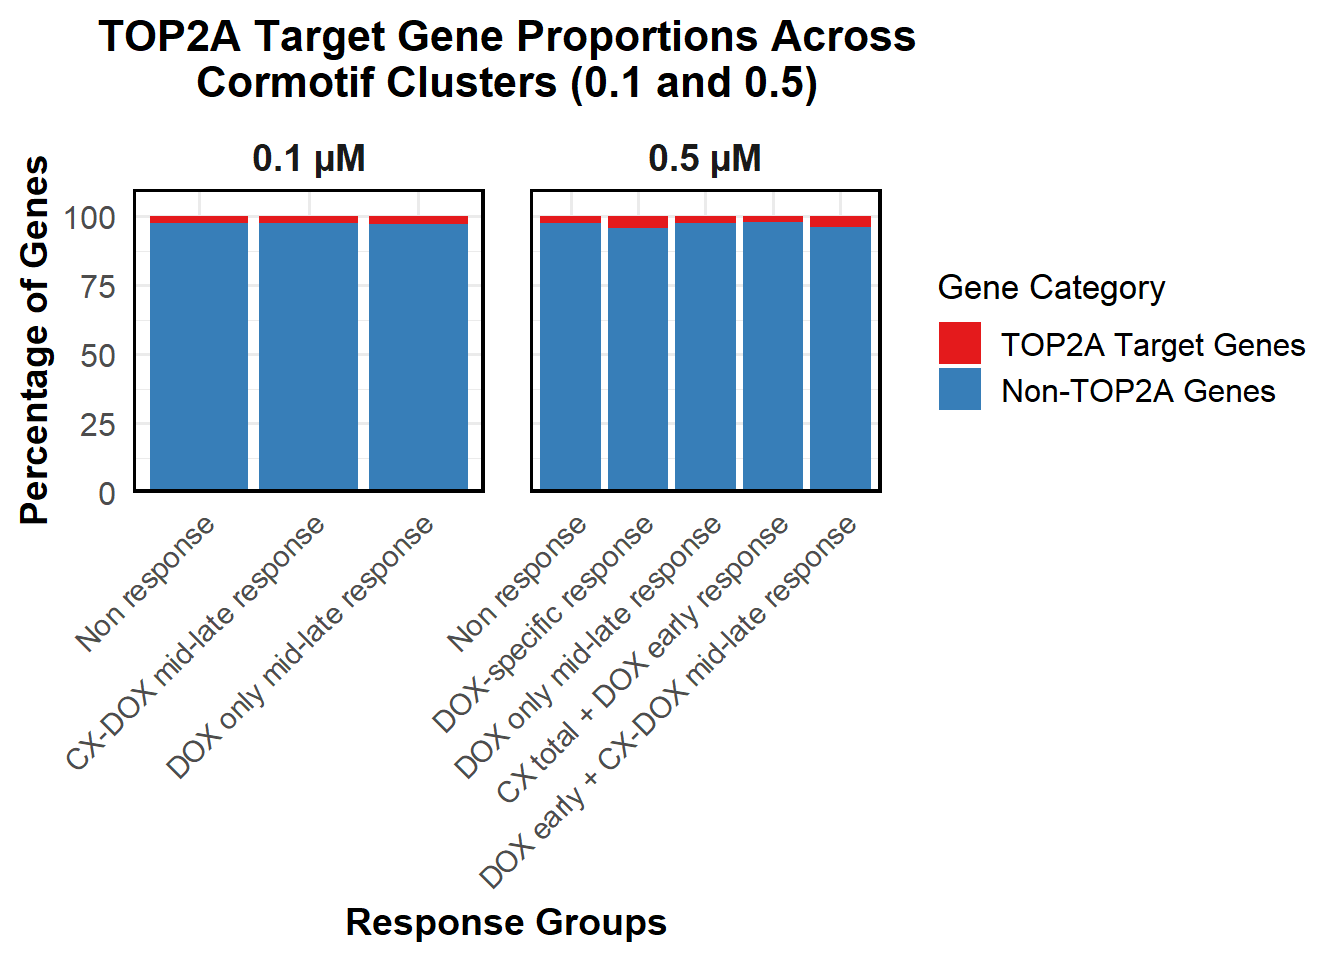 TOP2A Target Gene Proportions Across
Cormotif Clusters (0.1 and 0.5)
0.1 µM
0.5 µM
Percentage of Genes
100
75
50
25
0
Non response
CX-DOX mid-late response
DOX only mid-late response
Non response
DOX-specific response
DOX only mid-late response
CX total + DOX early response
DOX early + CX-DOX mid-late response
Response Groups
Gene Category
TOP2A Target Genes
Non-TOP2A Genes